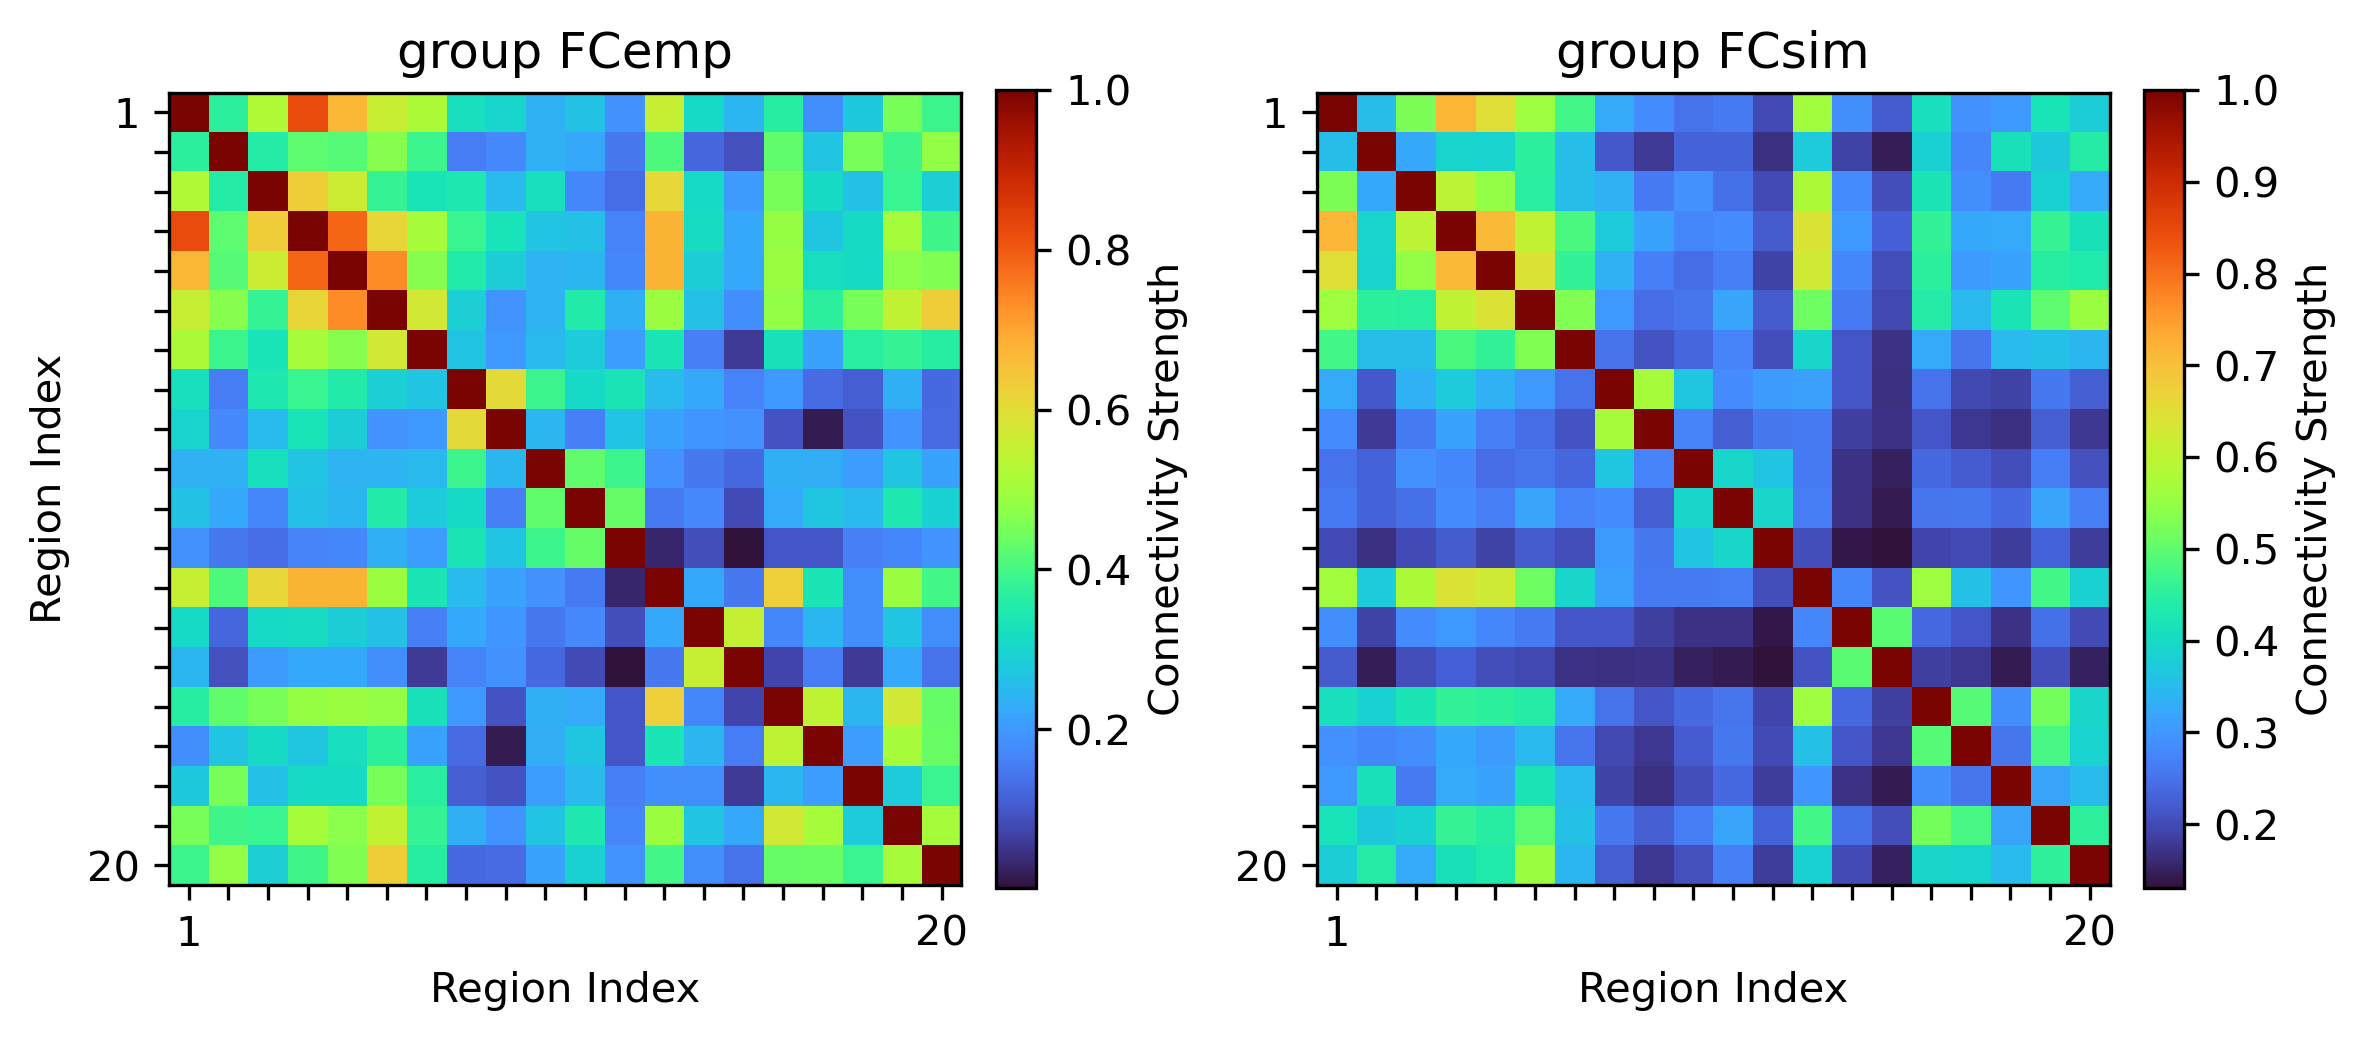 group FCemp
group FCsim
1
20
1
20
Region Index
Region Index
1.0
0.8
0.6
0.4
0.2
Connectivity Strength
1
20
1
20
Region Index
Region Index
1.0
0.9
0.8
0.7
0.6
0.5
0.4
0.3
0.2
Connectivity Strength